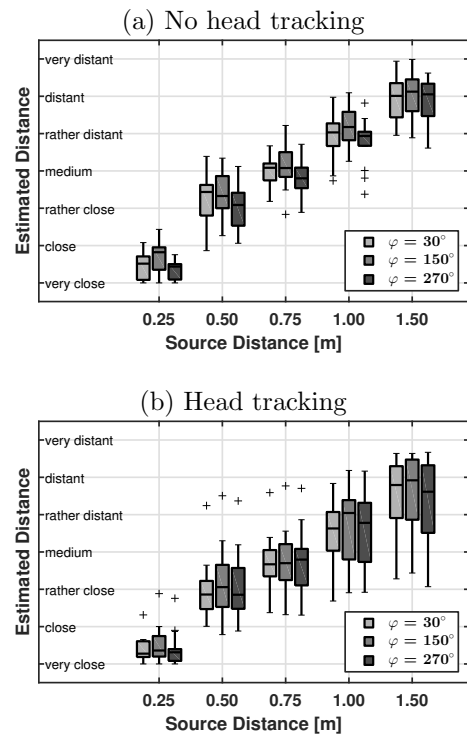 (a) No head tracking
Estimated Distance
very distant
distant
rather distant
medium
rather close
close
very close
φ = 30°
φ = 150°
φ = 270°
0.25 0.50 0.75 1.00 1.50
Source Distance [m]
(b) Head tracking
Estimated Distance
very distant
distant
rather distant
medium
rather close
close
very close
φ = 30°
φ = 150°
φ = 270°
0.25 0.50 0.75 1.00 1.50
Source Distance [m]